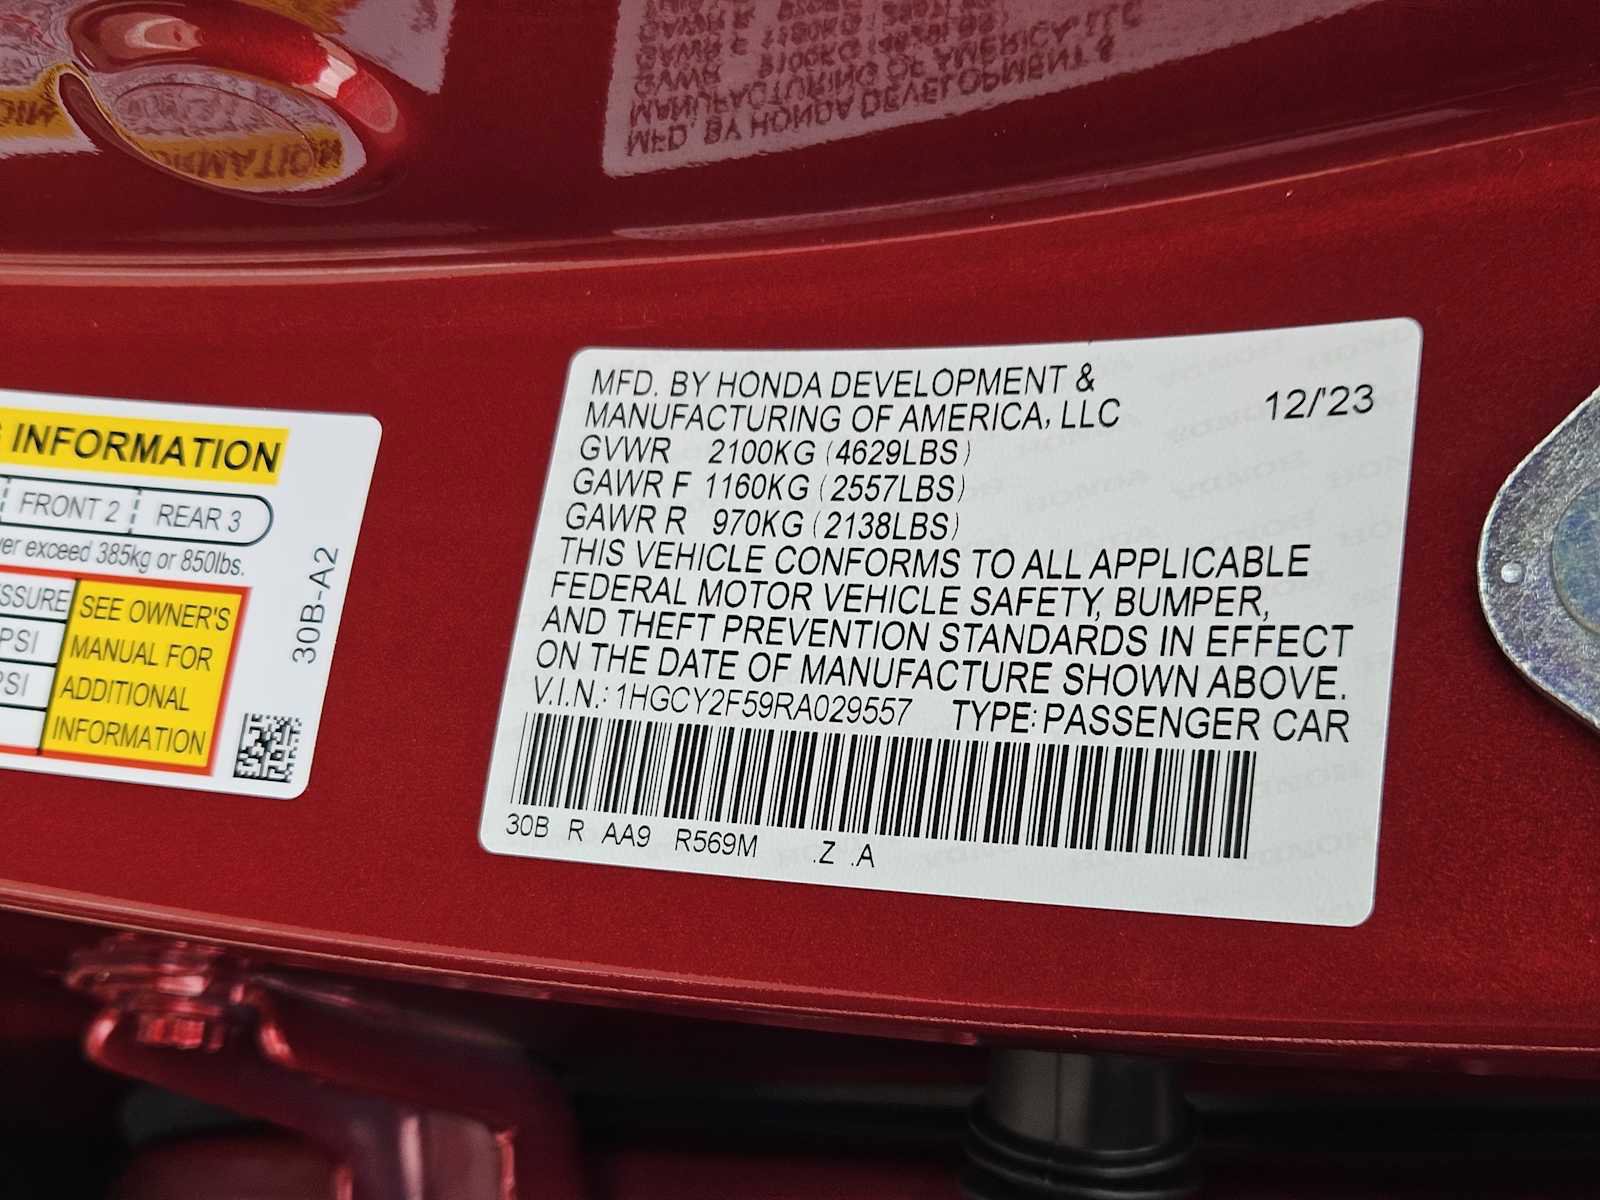 INFORMATION
FRONT 2 REAR 3
exceed 385kg or 850lbs.
SEE OWNER'S
MANUAL FOR
PSI
ADDITIONAL
PSI
INFORMATION
30B-A2
MFD. BY HONDA DEVELOPMENT &
MANUFACTURING OF AMERICA, LLC 12/'23
GVWR 2100KG (4629LBS)
GAWR F 1160KG (2557LBS)
GAWR R 970KG (2138LBS)
THIS VEHICLE CONFORMS TO ALL APPLICABLE
FEDERAL MOTOR VEHICLE SAFETY, BUMPER,
AND THEFT PREVENTION STANDARDS IN EFFECT
ON THE DATE OF MANUFACTURE SHOWN ABOVE.
V.I.N.: 1HGCY2F59RA029557 TYPE: PASSENGER CAR
30B R AA9 R569M .Z .A